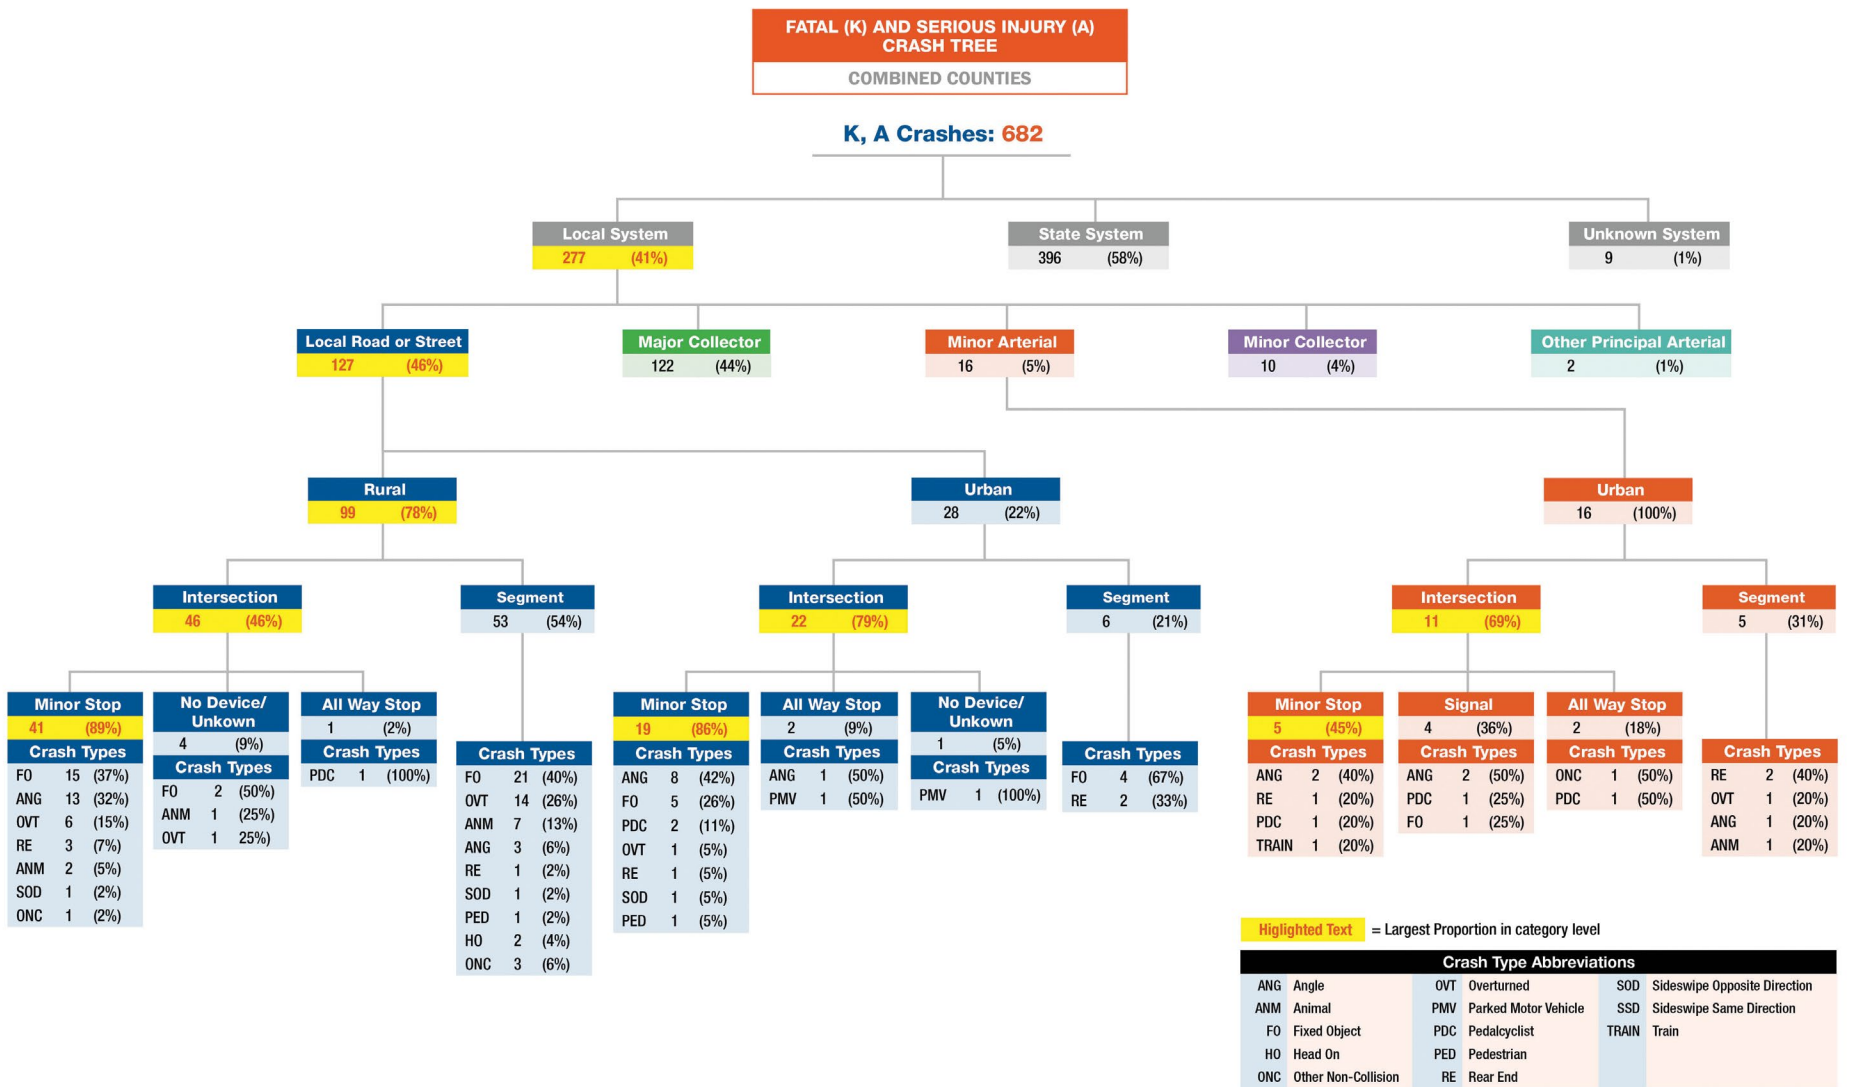 FATAL (K) AND SERIOUS INJURY (A)
CRASH TREE
COMBINED COUNTIES
K, A Crashes: 682
Local System
277 (41%)
State System
396 (58%)
Unknown System
9 (1%)
Local Road or Street
127 (46%)
Major Collector
122 (44%)
Minor Arterial
16 (5%)
Minor Collector
10 (4%)
Other Principal Arterial
2 (1%)
Rural
99 (78%)
Urban
28 (22%)
Urban
16 (100%)
Intersection
46 (46%)
Segment
53 (54%)
Intersection
22 (79%)
Segment
6 (21%)
Intersection
11 (69%)
Segment
5 (31%)
Minor Stop
41 (89%)
Crash Types
FO 15 (37%)
ANG 13 (32%)
OVT 6 (15%)
RE 3 (7%)
ANM 2 (5%)
SOD 1 (2%)
ONC 1 (2%)
No Device/
Unkown
4 (9%)
Crash Types
FO 2 (50%)
ANM 1 (25%)
OVT 1 25%)
All Way Stop
1 (2%)
Crash Types
PDC 1 (100%)
Crash Types
FO 21 (40%)
OVT 14 (26%)
ANM 7 (13%)
ANG 3 (6%)
RE 1 (2%)
SOD 1 (2%)
PED 1 (2%)
HO 2 (4%)
ONC 3 (6%)
Minor Stop
19 (86%)
Crash Types
ANG 8 (42%)
FO 5 (26%)
PDC 2 (11%)
OVT 1 (5%)
RE 1 (5%)
SOD 1 (5%)
PED 1 (5%)
All Way Stop
2 (9%)
Crash Types
ANG 1 (50%)
PMV 1 (50%)
No Device/
Unkown
1 (5%)
Crash Types
PMV 1 (100%)
Crash Types
FO 4 (67%)
RE 2 (33%)
Minor Stop
5 (45%)
Crash Types
ANG 2 (40%)
RE 1 (20%)
PDC 1 (20%)
TRAIN 1 (20%)
Signal
4 (36%)
Crash Types
ANG 2 (50%)
PDC 1 (25%)
FO 1 (25%)
All Way Stop
2 (18%)
Crash Types
ONC 1 (50%)
PDC 1 (50%)
Crash Types
RE 2 (40%)
OVT 1 (20%)
ANG 1 (20%)
ANM 1 (20%)
Higlighted Text = Largest Proportion in category level
Crash Type Abbreviations
ANG Angle OVT Overturned SOD Sideswipe Opposite Direction
ANM Animal PMV Parked Motor Vehicle SSD Sideswipe Same Direction
FO Fixed Object PDC Pedalcyclist TRAIN Train
HO Head On PED Pedestrian
ONC Other Non-Collision RE Rear End